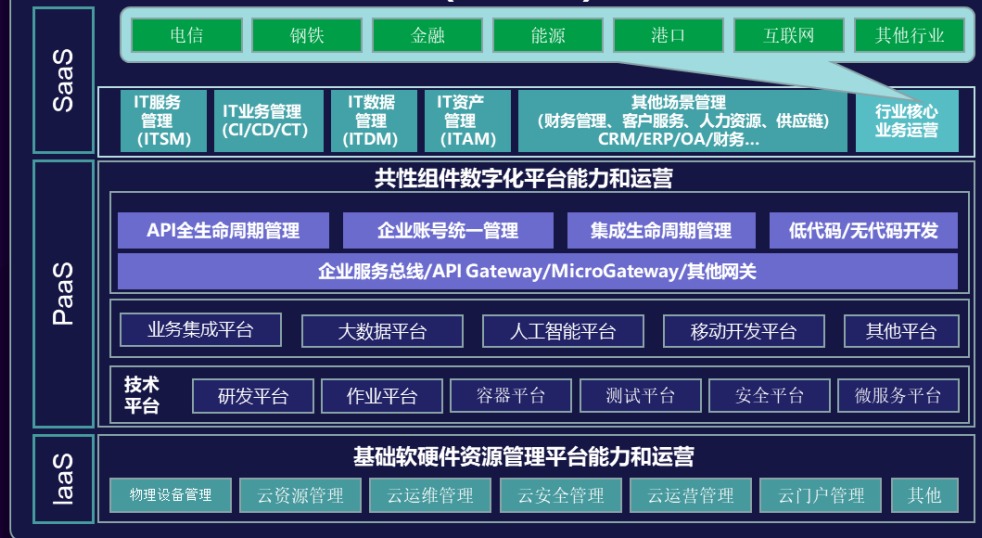 SaaS
电信
钢铁
金融
能源
港口
互联网
其他行业
IT服务
管理
(ITSM)
IT业务管理
(CI/CD/CT)
IT数据
管理
(ITDM)
IT资产
管理
(ITAM)
其他场景管理
(财务管理、客户服务、人力资源、供应链)
CRM/ERP/OA/财务...
行业核心
业务运营
PaaS
共性组件数字化平台能力和运营
API全生命周期管理
企业账号统一管理
集成生命周期管理
低代码/无代码开发
企业服务总线/API Gateway/MicroGateway/其他网关
业务集成平台
大数据平台
人工智能平台
移动开发平台
其他平台
技术
平台
研发平台
作业平台
容器平台
测试平台
安全平台
微服务平台
IaaS
基础软硬件资源管理平台能力和运营
物理设备管理
云资源管理
云运维管理
云安全管理
云运营管理
云门户管理
其他